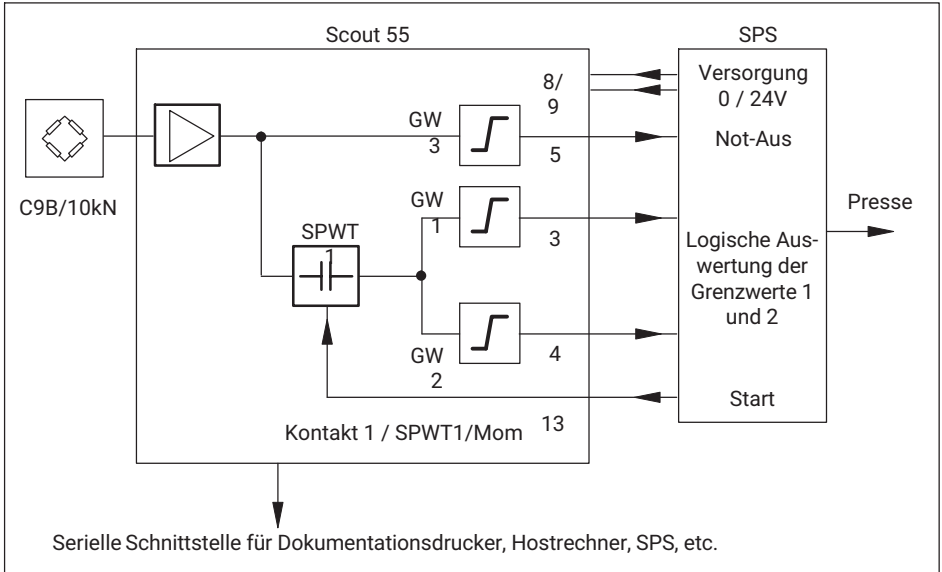 Scout 55
SPS
8/
9
Versorgung
0 / 24V
GW
3
5
Not-Aus
C9B/10kN
GW
1
3
Presse
SPWT
1
Logische Aus-
wertung der
Grenzwerte 1
und 2
GW
2
4
Start
13
Kontakt 1 / SPWT1/Mom
Serielle Schnittstelle für Dokumentationsdrucker, Hostrechner, SPS, etc.